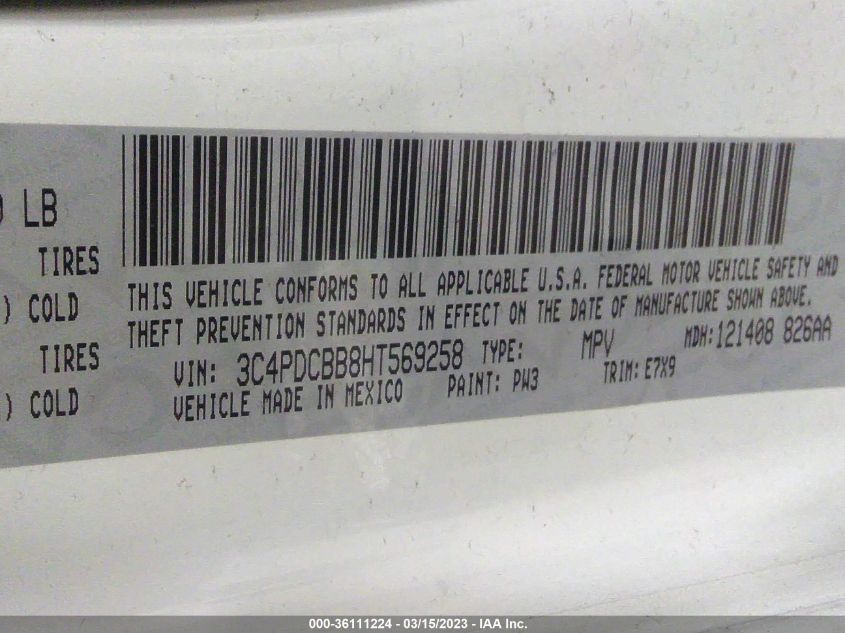 ) LB
TIRES
) COLD
TIRES
) COLD
THIS VEHICLE CONFORMS TO ALL APPLICABLE U.S.A. FEDERAL MOTOR VEHICLE SAFETY AND
THEFT PREVENTION STANDARDS IN EFFECT ON THE DATE OF MANUFACTURE SHOWN ABOVE.
VIN: 3C4PDCBB8HT569258 TYPE: MPV MDH:121408 826AA
VEHICLE MADE IN MEXICO PAINT: PW3 TRIM: E7X9
000-36111224 - 03/15/2023 - IAA Inc.